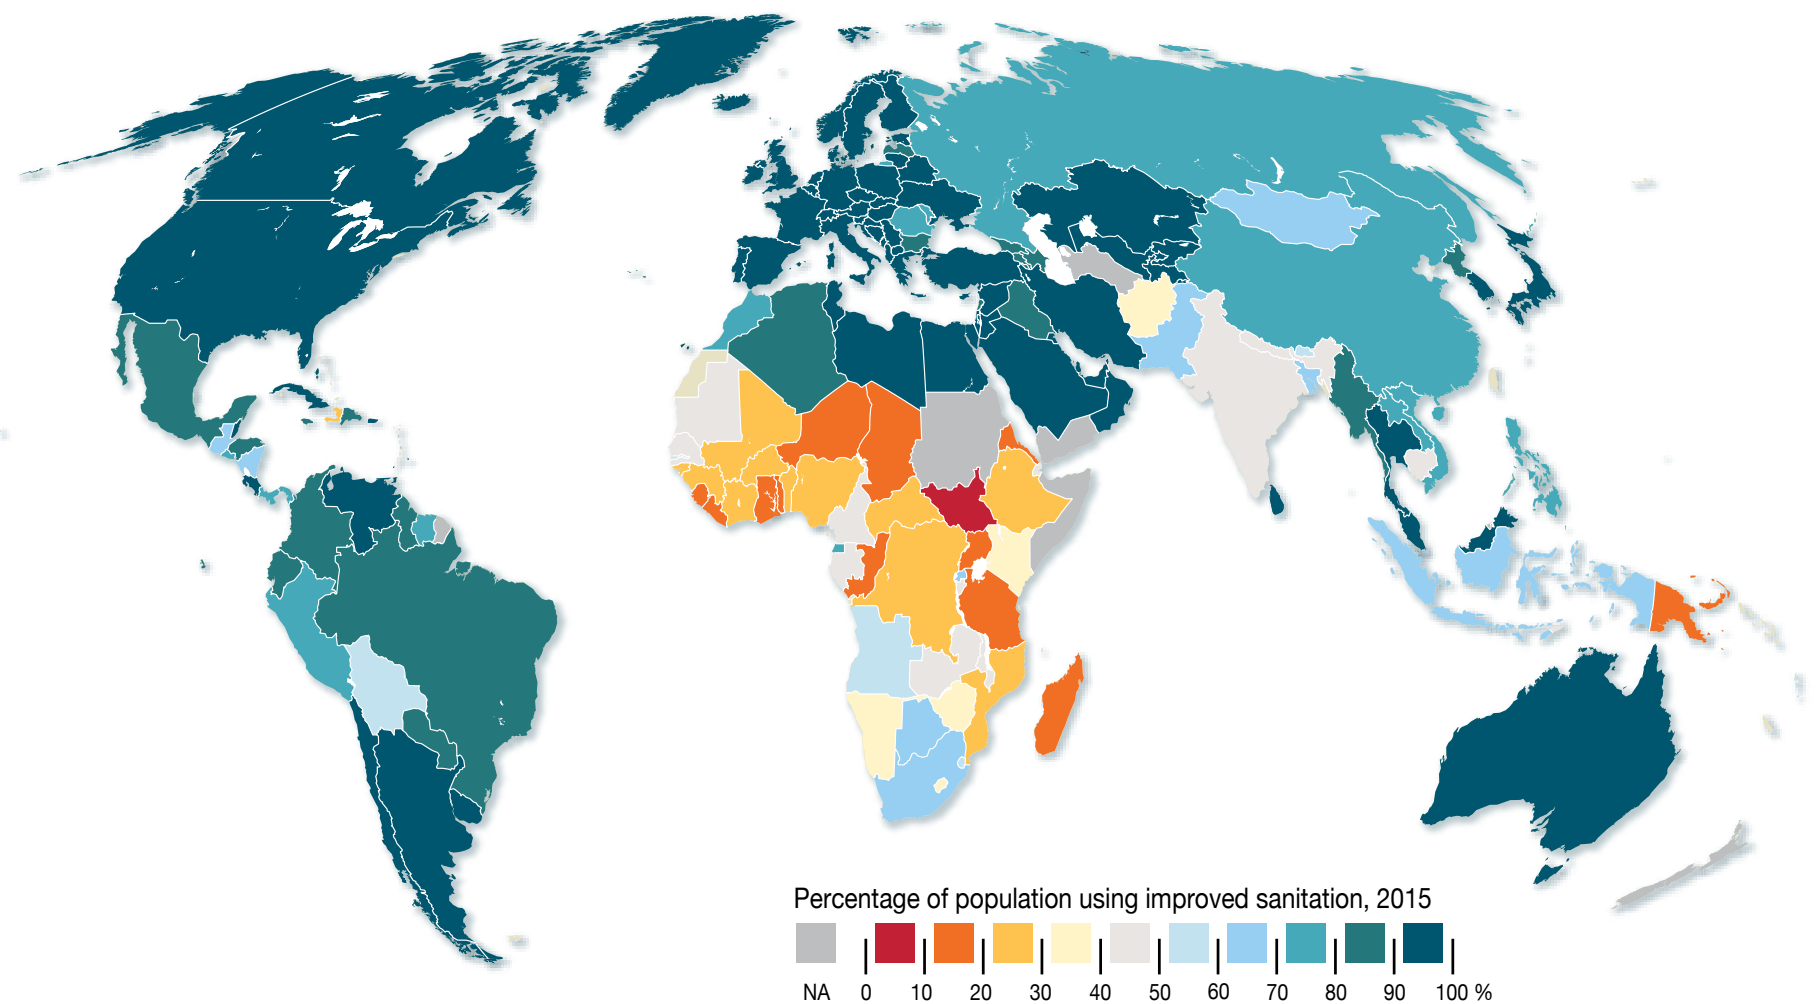 Percentage of population using improved sanitation, 2015
NA 0 10 20 30 40 50 60 70 80 90 100 %